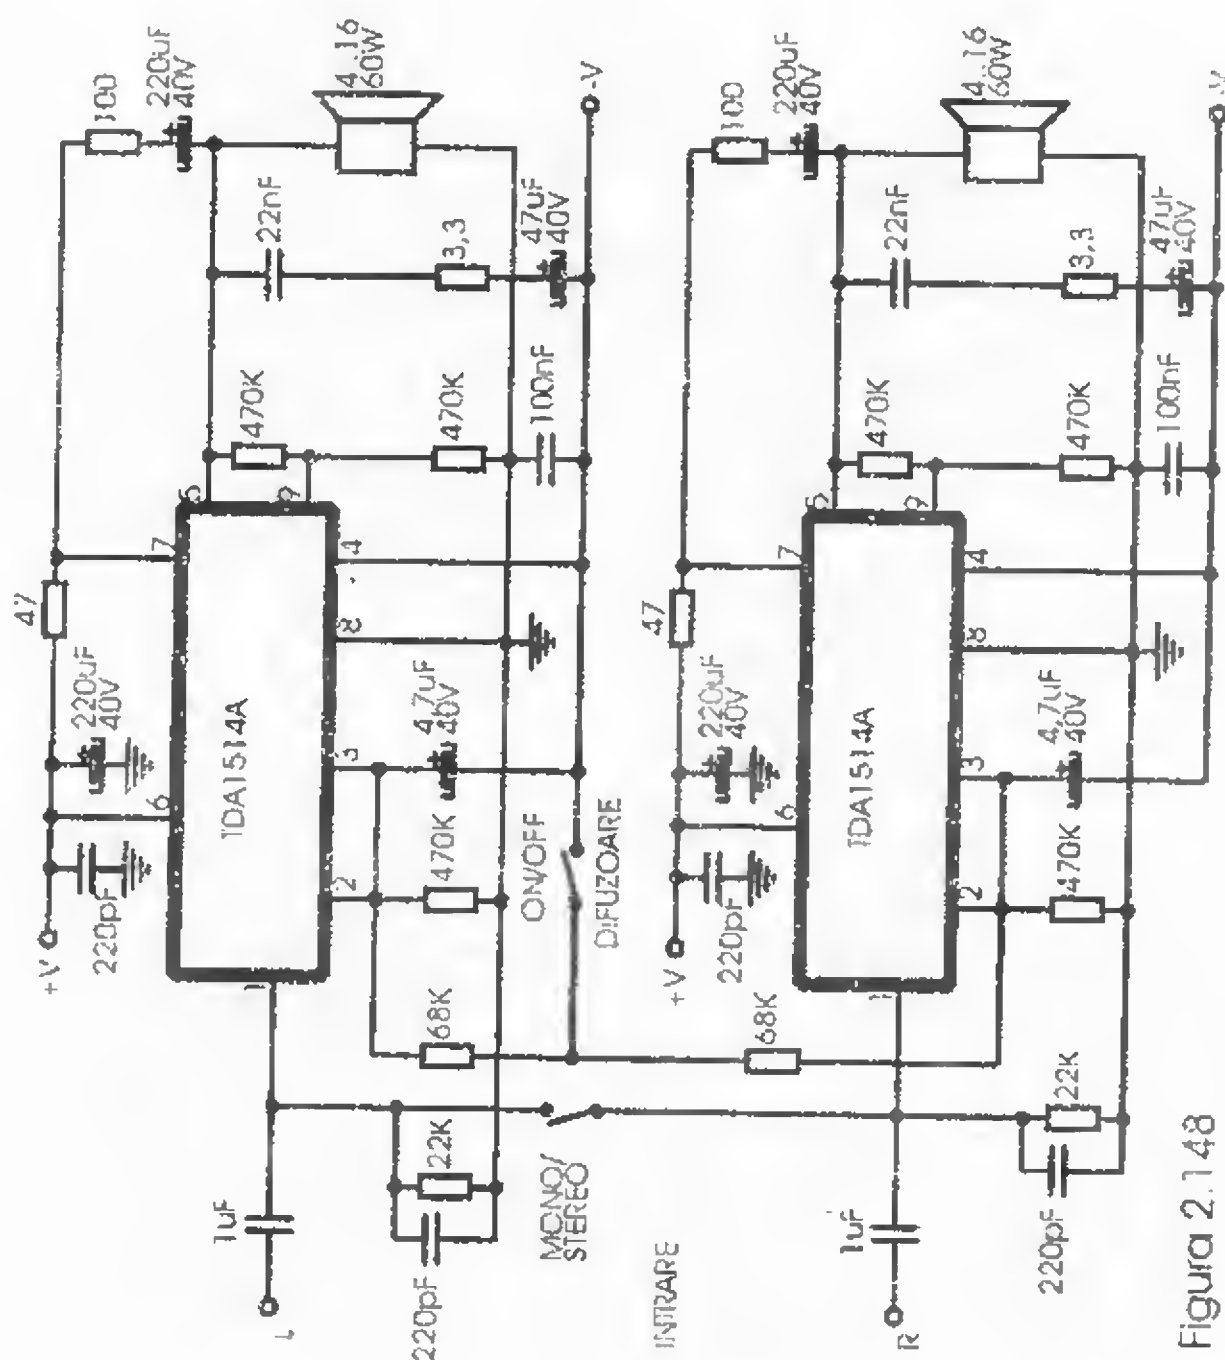 +V
220pF
220uF
40V
47
100
220uF
40V
6
7
TDA1514A
1
2
3
8
4
5
9
470K
470K
22nF
3,3
47uF
40V
100nF
4..16
60W
-V
4,7uF
40V
470K
68K
ON/OFF
DIFUZOARE
1uF
L
220pF
22K
MONO/
STEREO
INTRARE
+V
220pF
220uF
40V
47
100
220uF
40V
6
7
TDA1514A
1
2
3
8
4
5
9
470K
470K
22nF
3,3
47uF
40V
100nF
4..16
60W
-V
4,7uF
40V
470K
68K
1uF
R
220pF
22K
Figura 2.148